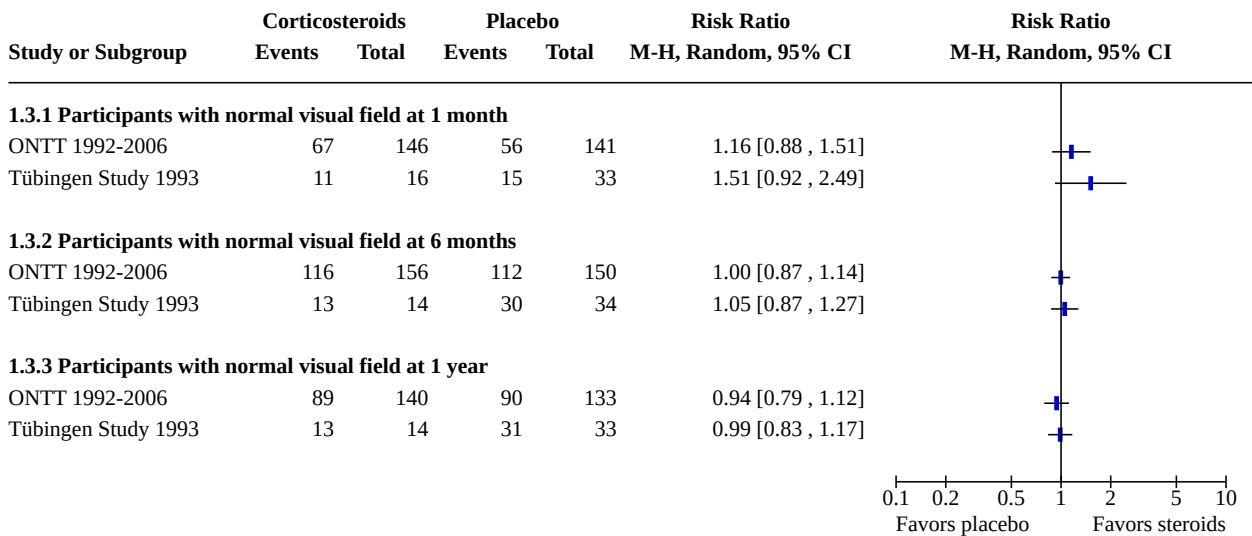 Corticosteroids Placebo Risk Ratio Risk Ratio
Study or Subgroup Events Total Events Total M-H, Random, 95% CI M-H, Random, 95% CI
1.3.1 Participants with normal visual field at 1 month
ONTT 1992-2006 67 146 56 141 1.16 [0.88 , 1.51]
Tübingen Study 1993 11 16 15 33 1.51 [0.92 , 2.49]
1.3.2 Participants with normal visual field at 6 months
ONTT 1992-2006 116 156 112 150 1.00 [0.87 , 1.14]
Tübingen Study 1993 13 14 30 34 1.05 [0.87 , 1.27]
1.3.3 Participants with normal visual field at 1 year
ONTT 1992-2006 89 140 90 133 0.94 [0.79 , 1.12]
Tübingen Study 1993 13 14 31 33 0.99 [0.83 , 1.17]
0.1 0.2 0.5 1 2 5 10
Favors placebo Favors steroids